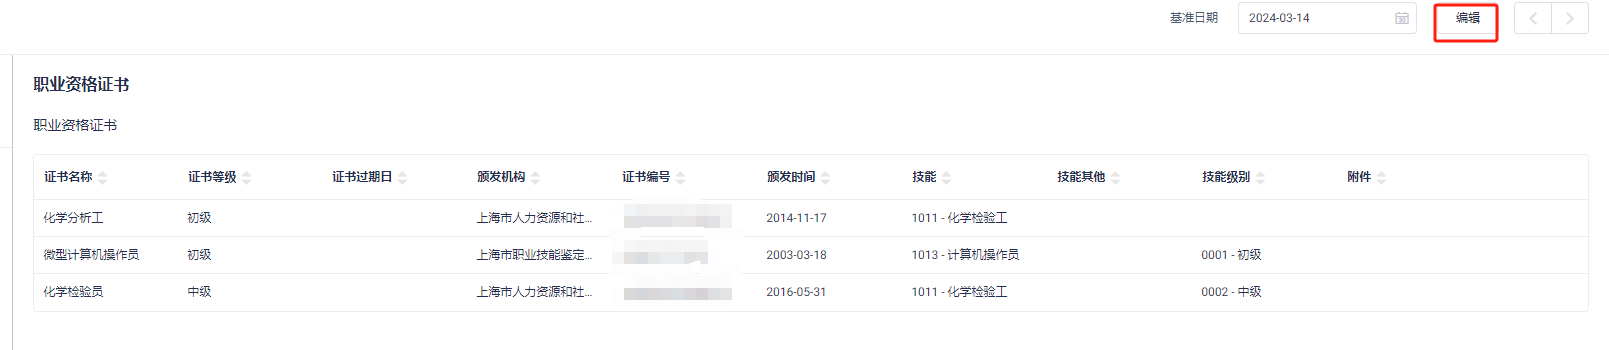 基准日期 2024-03-14 编辑
职业资格证书
职业资格证书
证书名称 证书等级 证书过期日 颁发机构 证书编号 颁发时间 技能 技能其他 技能级别 附件
化学分析工 初级 上海市人力资源和社... 2014-11-17 1011 - 化学检验工
微型计算机操作员 初级 上海市职业技能鉴定... 2003-03-18 1013 - 计算机操作员 0001 - 初级
化学检验员 中级 上海市人力资源和社... 2016-05-31 1011 - 化学检验工 0002 - 中级